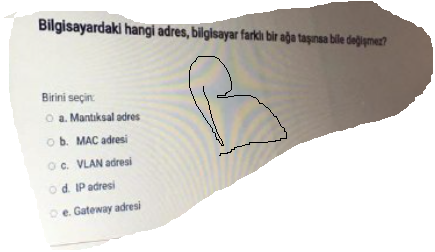 Bilgisayardaki hangi adres, bilgisayar farklı bir ağa taşınsa bile değişmez?
Birini seçin:
a. Mantıksal adres
b. MAC adresi
c. VLAN adresi
d. IP adresi
e. Gateway adresi